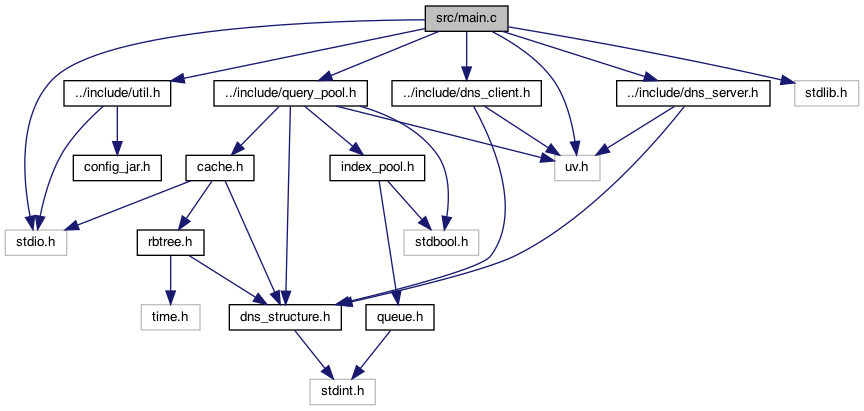 src/main.c
../include/util.h
../include/query_pool.h
../include/dns_client.h
../include/dns_server.h
stdlib.h
config_jar.h
cache.h
index_pool.h
uv.h
stdio.h
rbtree.h
stdbool.h
time.h
dns_structure.h
queue.h
stdint.h